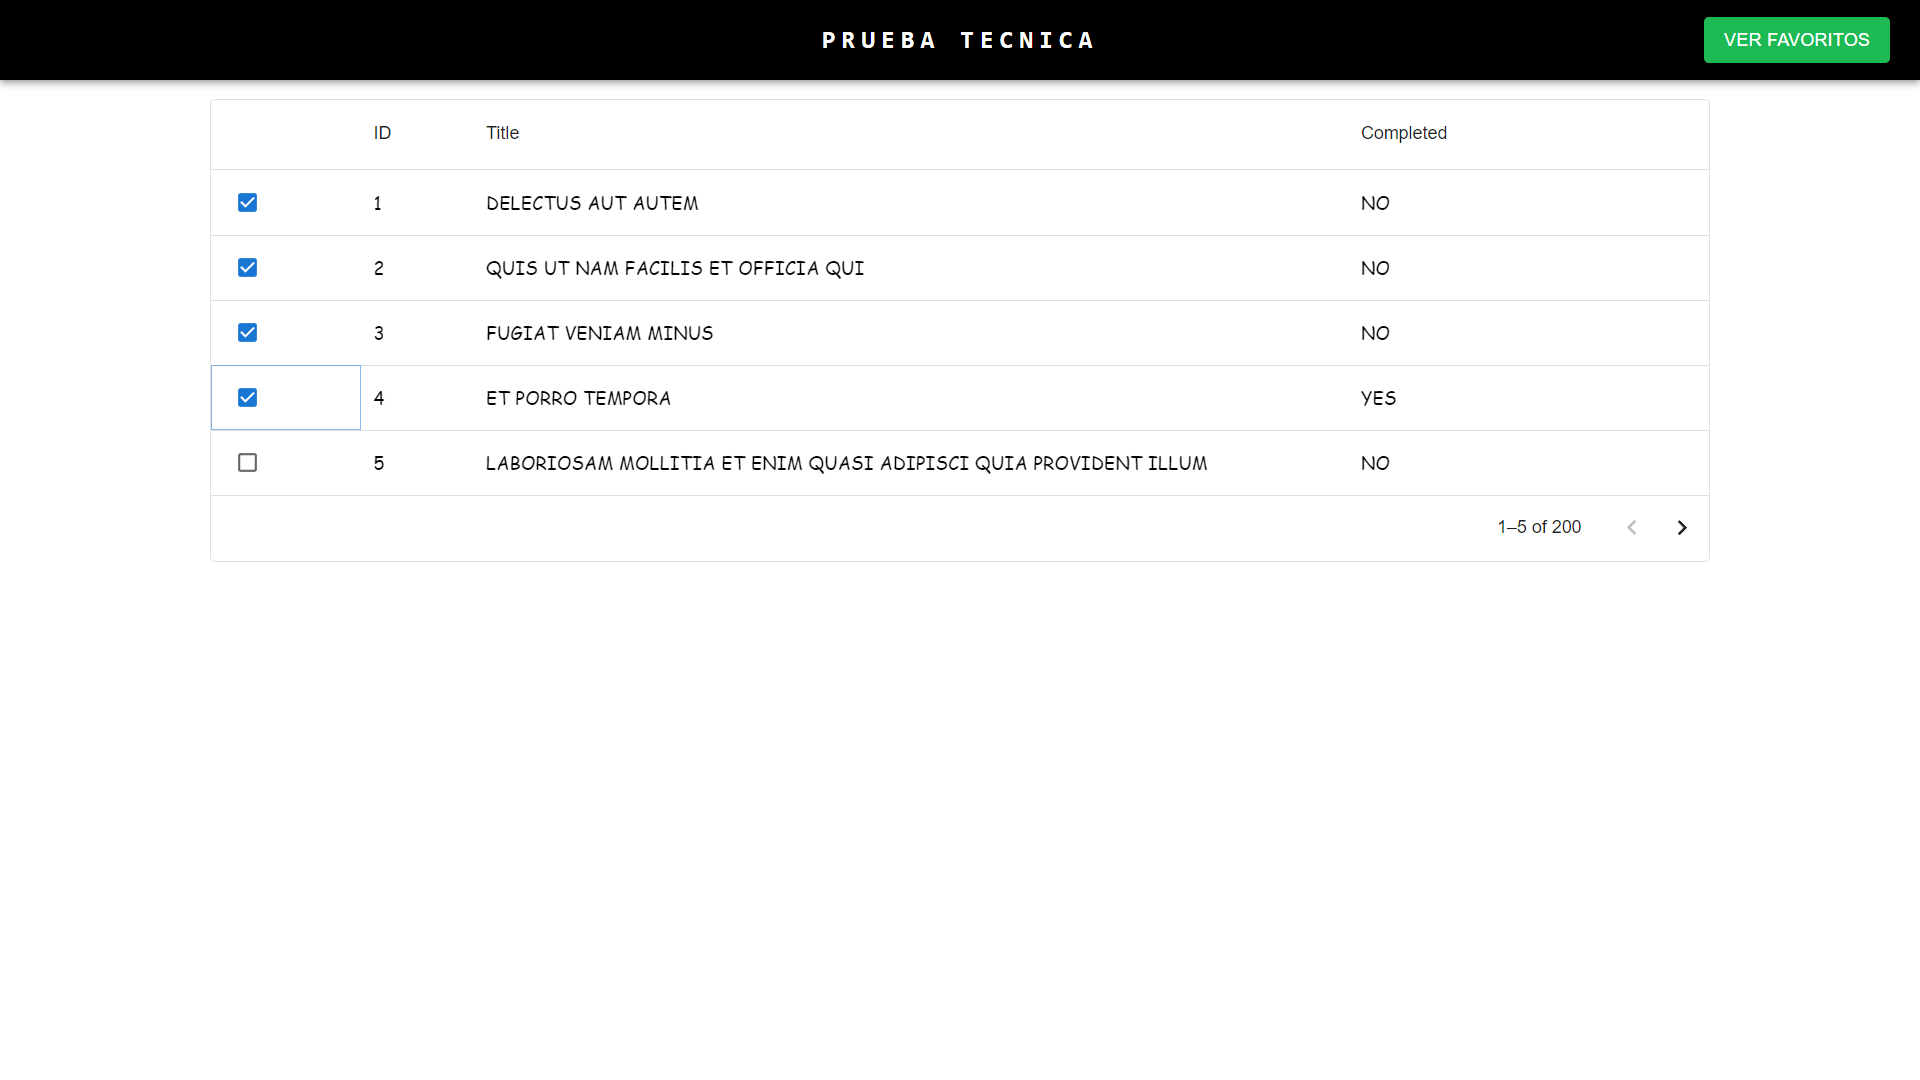 PRUEBA TECNICA
VER FAVORITOS
ID Title Completed
1 DELECTUS AUT AUTEM NO
2 QUIS UT NAM FACILIS ET OFFICIA QUI NO
3 FUGIAT VENIAM MINUS NO
4 ET PORRO TEMPORA YES
5 LABORIOSAM MOLLITIA ET ENIM QUASI ADIPISCI QUIA PROVIDENT ILLUM NO
1–5 of 200